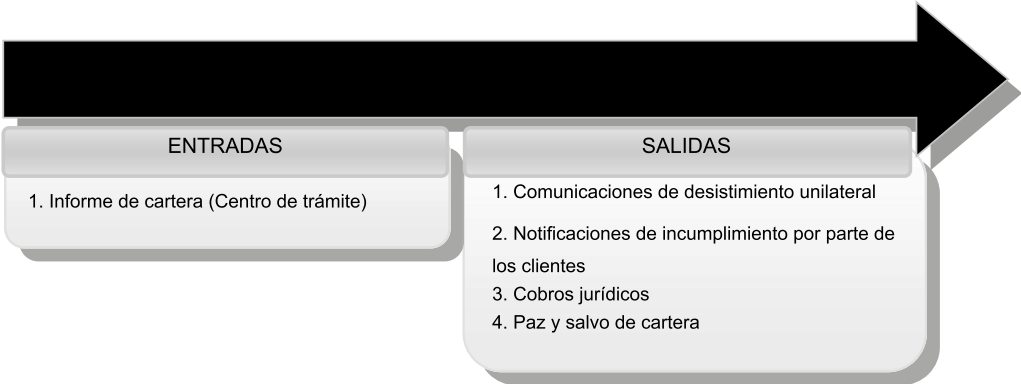 ENTRADAS
1. Informe de cartera (Centro de trámite)
SALIDAS
1. Comunicaciones de desistimiento unilateral
2. Notificaciones de incumplimiento por parte de
los clientes
3. Cobros jurídicos
4. Paz y salvo de cartera